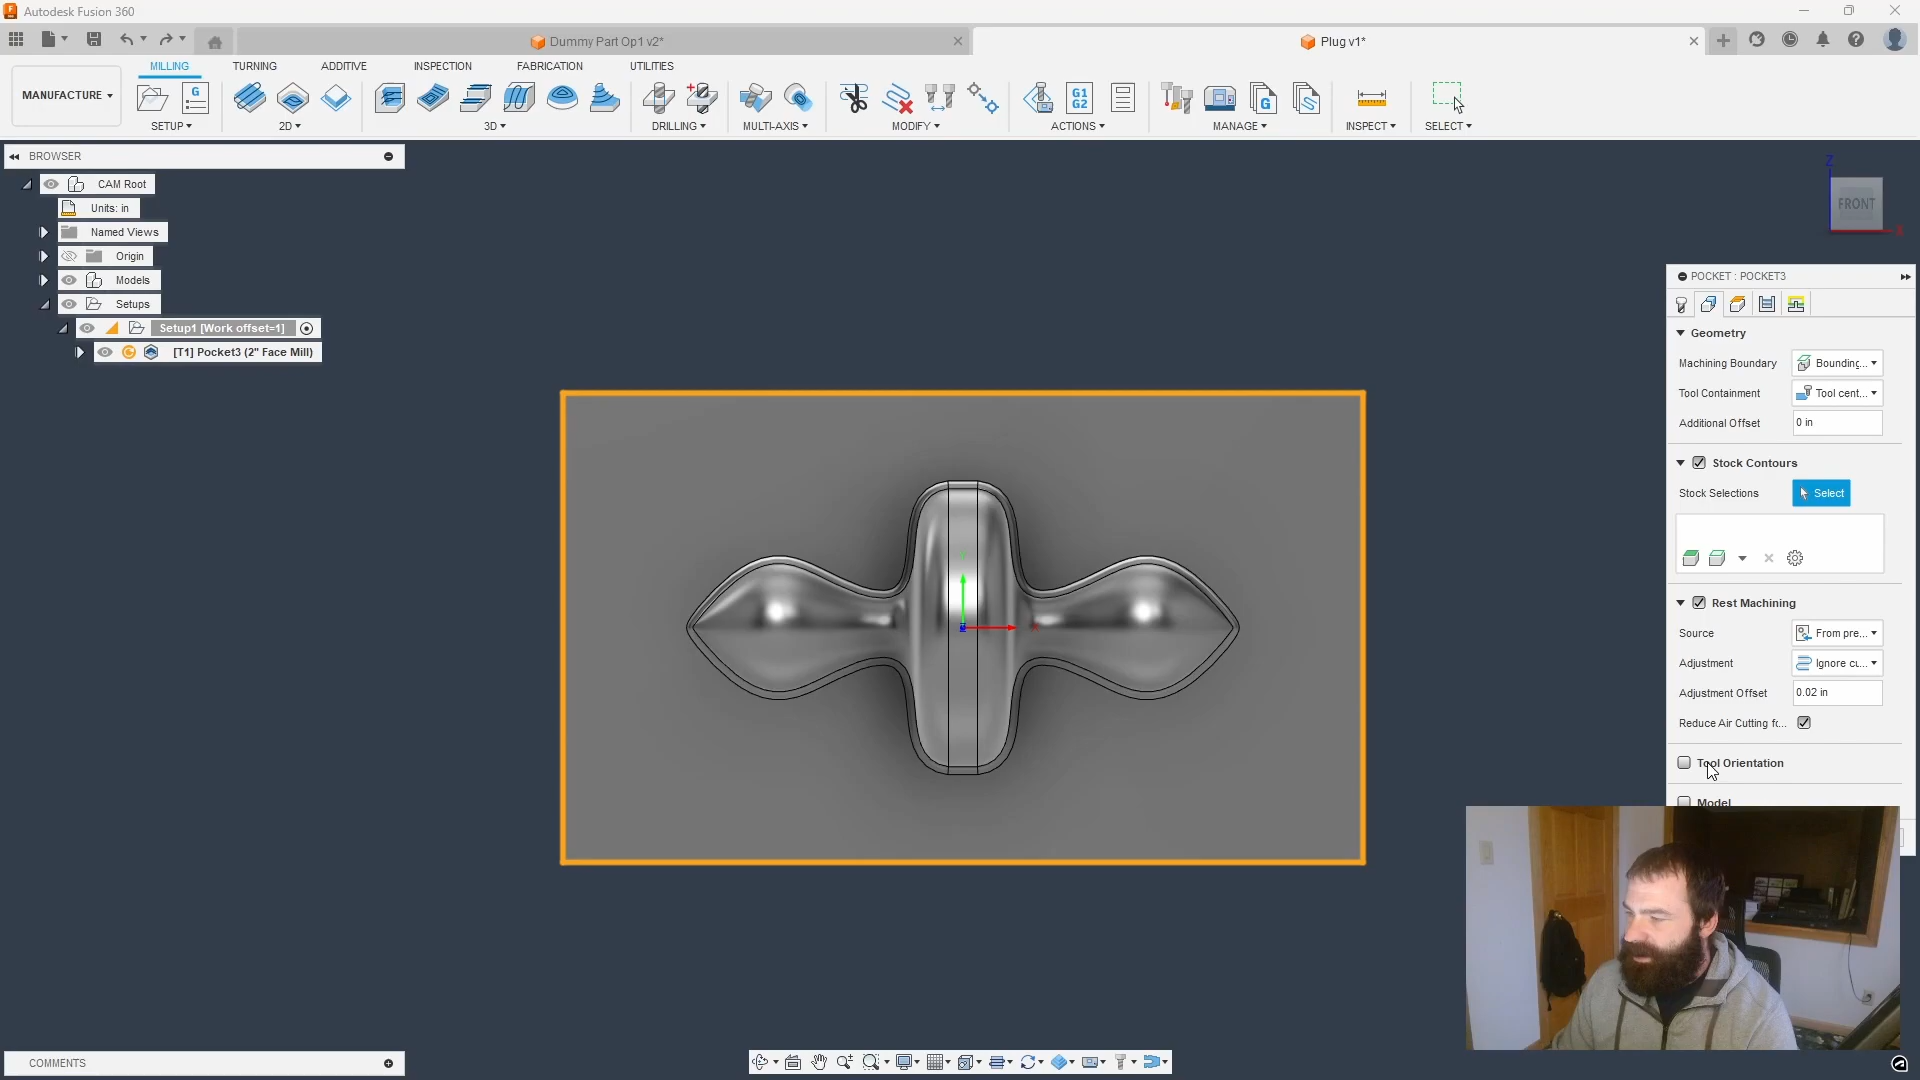 Autodesk Fusion 360
Dummy Part Op1 v2*
Plug v1*
MILLING
TURNING
ADDITIVE
INSPECTION
FABRICATION
UTILITIES
MANUFACTURE
G
G1
G2
G
SETUP
2D
3D
DRILLING
MULTI-AXIS
MODIFY
ACTIONS
MANAGE
INSPECT
SELECT
BROWSER
CAM Root
Units: in
Named Views
Origin
Models
Setups
Setup1 [Work offset=1]
[T1] Pocket3 (2" Face Mill)
Z
FRONT
X
POCKET : POCKET3
Geometry
Machining Boundary
Bounding...
Tool Containment
Tool cent...
Additional Offset
0 in
Stock Contours
Stock Selections
Select
Rest Machining
Source
From pre...
Adjustment
Ignore cu...
Adjustment Offset
0.02 in
Reduce Air Cutting fr...
Tool Orientation
Model
COMMENTS